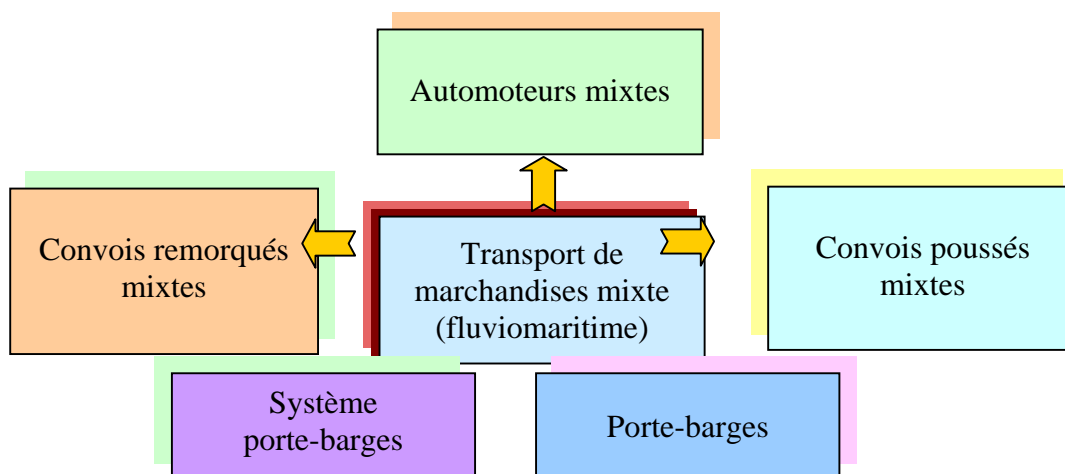 Automoteurs mixtes
Convois remorqués
mixtes
Transport de
marchandises mixte
(fluviomaritime)
Convois poussés
mixtes
Système
porte-barges
Porte-barges